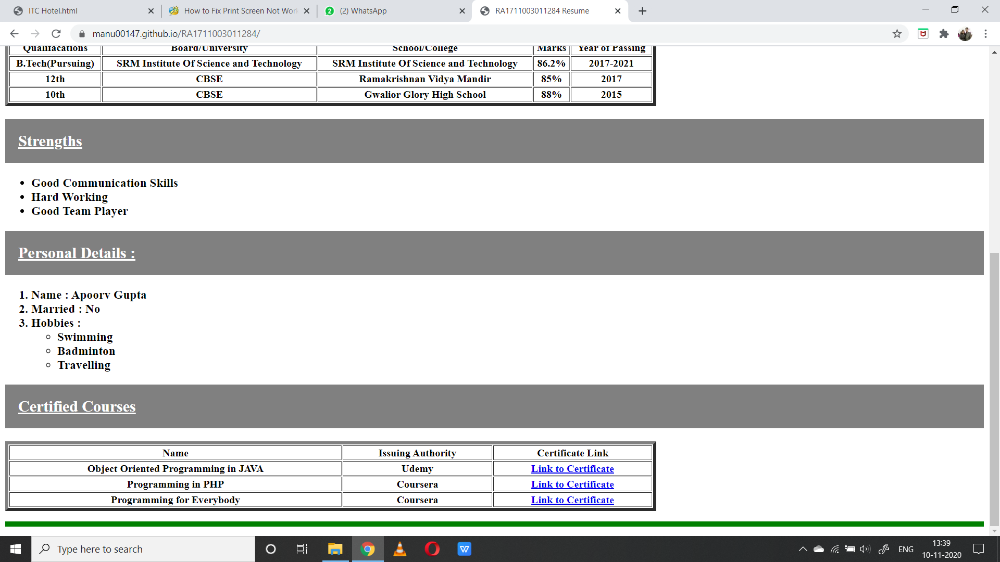 ITC Hotel.html
How to Fix Print Screen Not Wor
2 (2) WhatsApp
RA1711003011284 Resume
manu00147.github.io/RA1711003011284/
Qualifacations Board/University School/College Marks Year of Passing
B.Tech(Pursuing) SRM Institute Of Science and Technology SRM Institute Of Science and Technology 86.2% 2017-2021
12th CBSE Ramakrishnan Vidya Mandir 85% 2017
10th CBSE Gwalior Glory High School 88% 2015
Strengths
• Good Communication Skills
• Hard Working
• Good Team Player
Personal Details :
1. Name : Apoorv Gupta
2. Married : No
3. Hobbies :
Swimming
Badminton
Travelling
Certified Courses
Name Issuing Authority Certificate Link
Object Oriented Programming in JAVA Udemy Link to Certificate
Programming in PHP Coursera Link to Certificate
Programming for Everybody Coursera Link to Certificate
Type here to search
W
ENG
13:39
10-11-2020